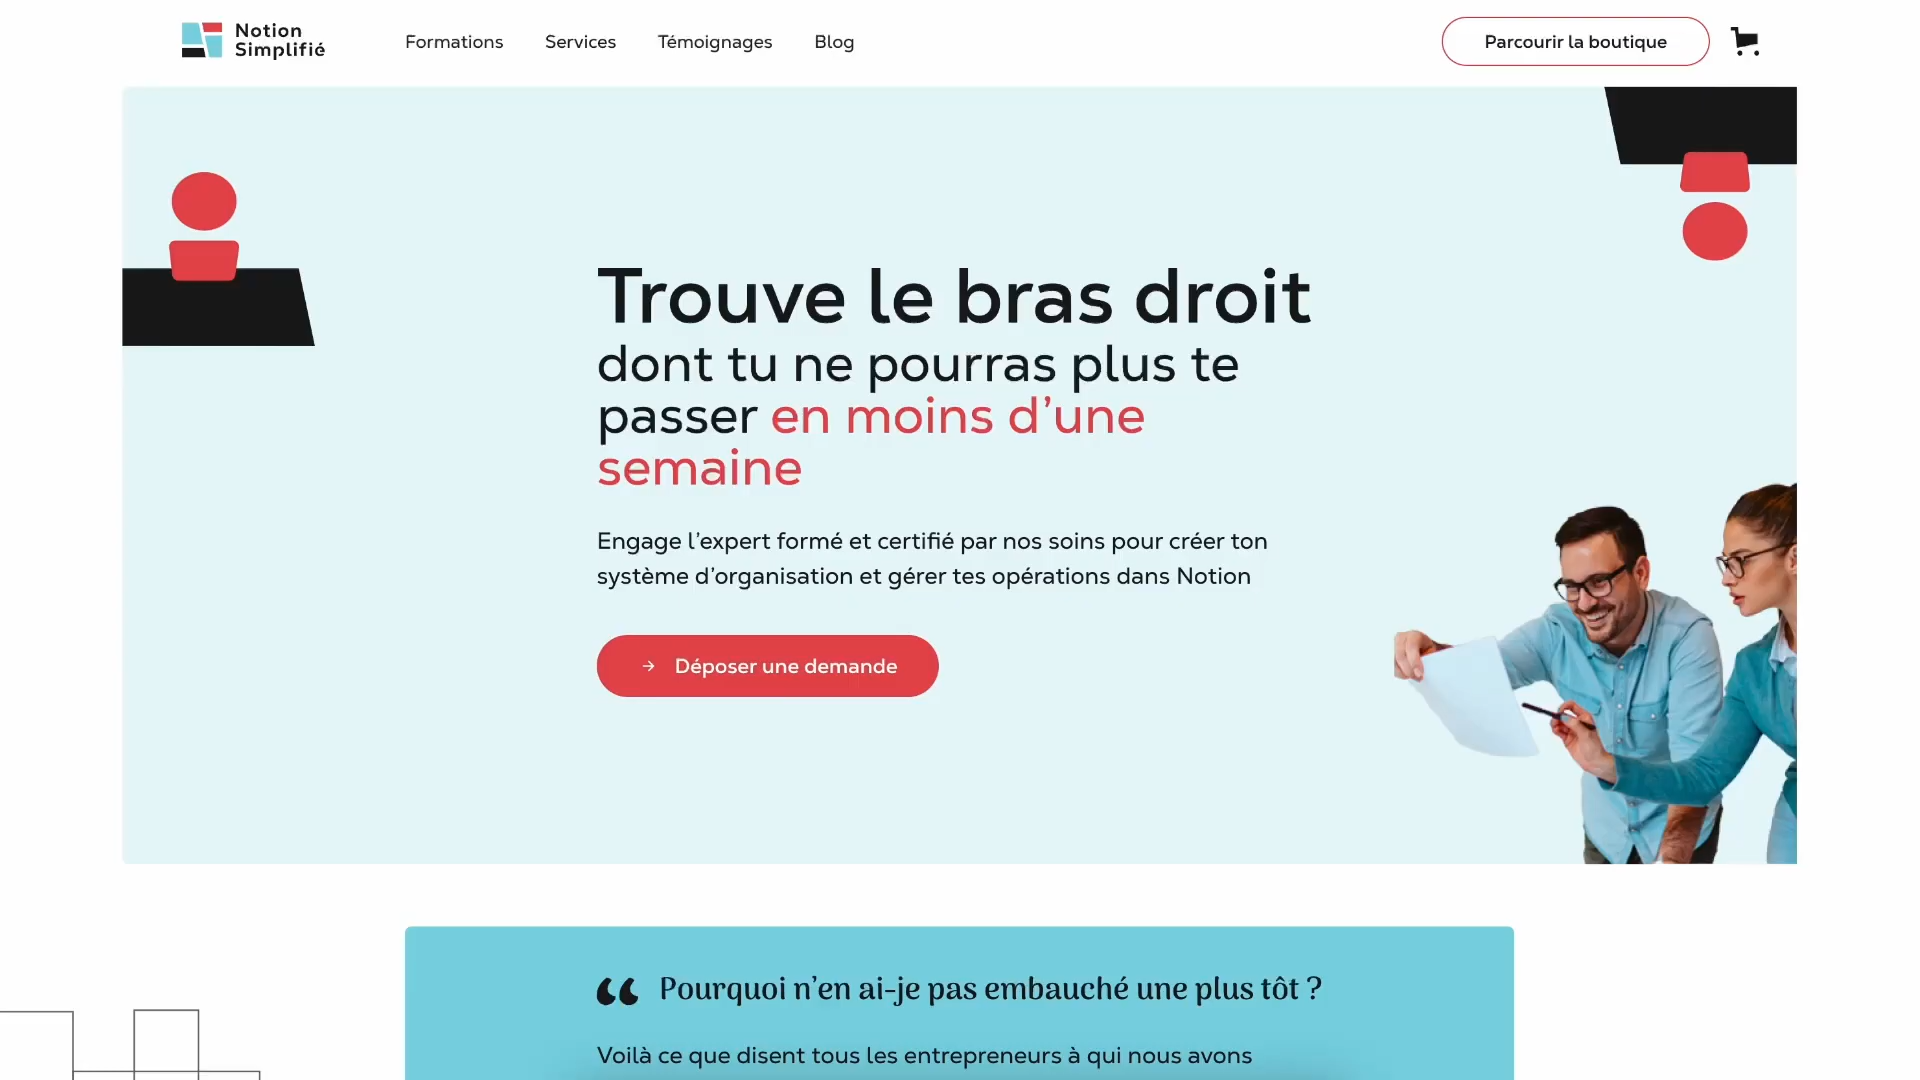 Notion
Simplifié
Formations
Services
Témoignages
Blog
Parcourir la boutique
Trouve le bras droit
dont tu ne pourras plus te
passer en moins d’une
semaine
Engage l’expert formé et certifié par nos soins pour créer ton
système d’organisation et gérer tes opérations dans Notion
→ Déposer une demande
“ Pourquoi n’en ai-je pas embauché une plus tôt ?
Voilà ce que disent tous les entrepreneurs à qui nous avons